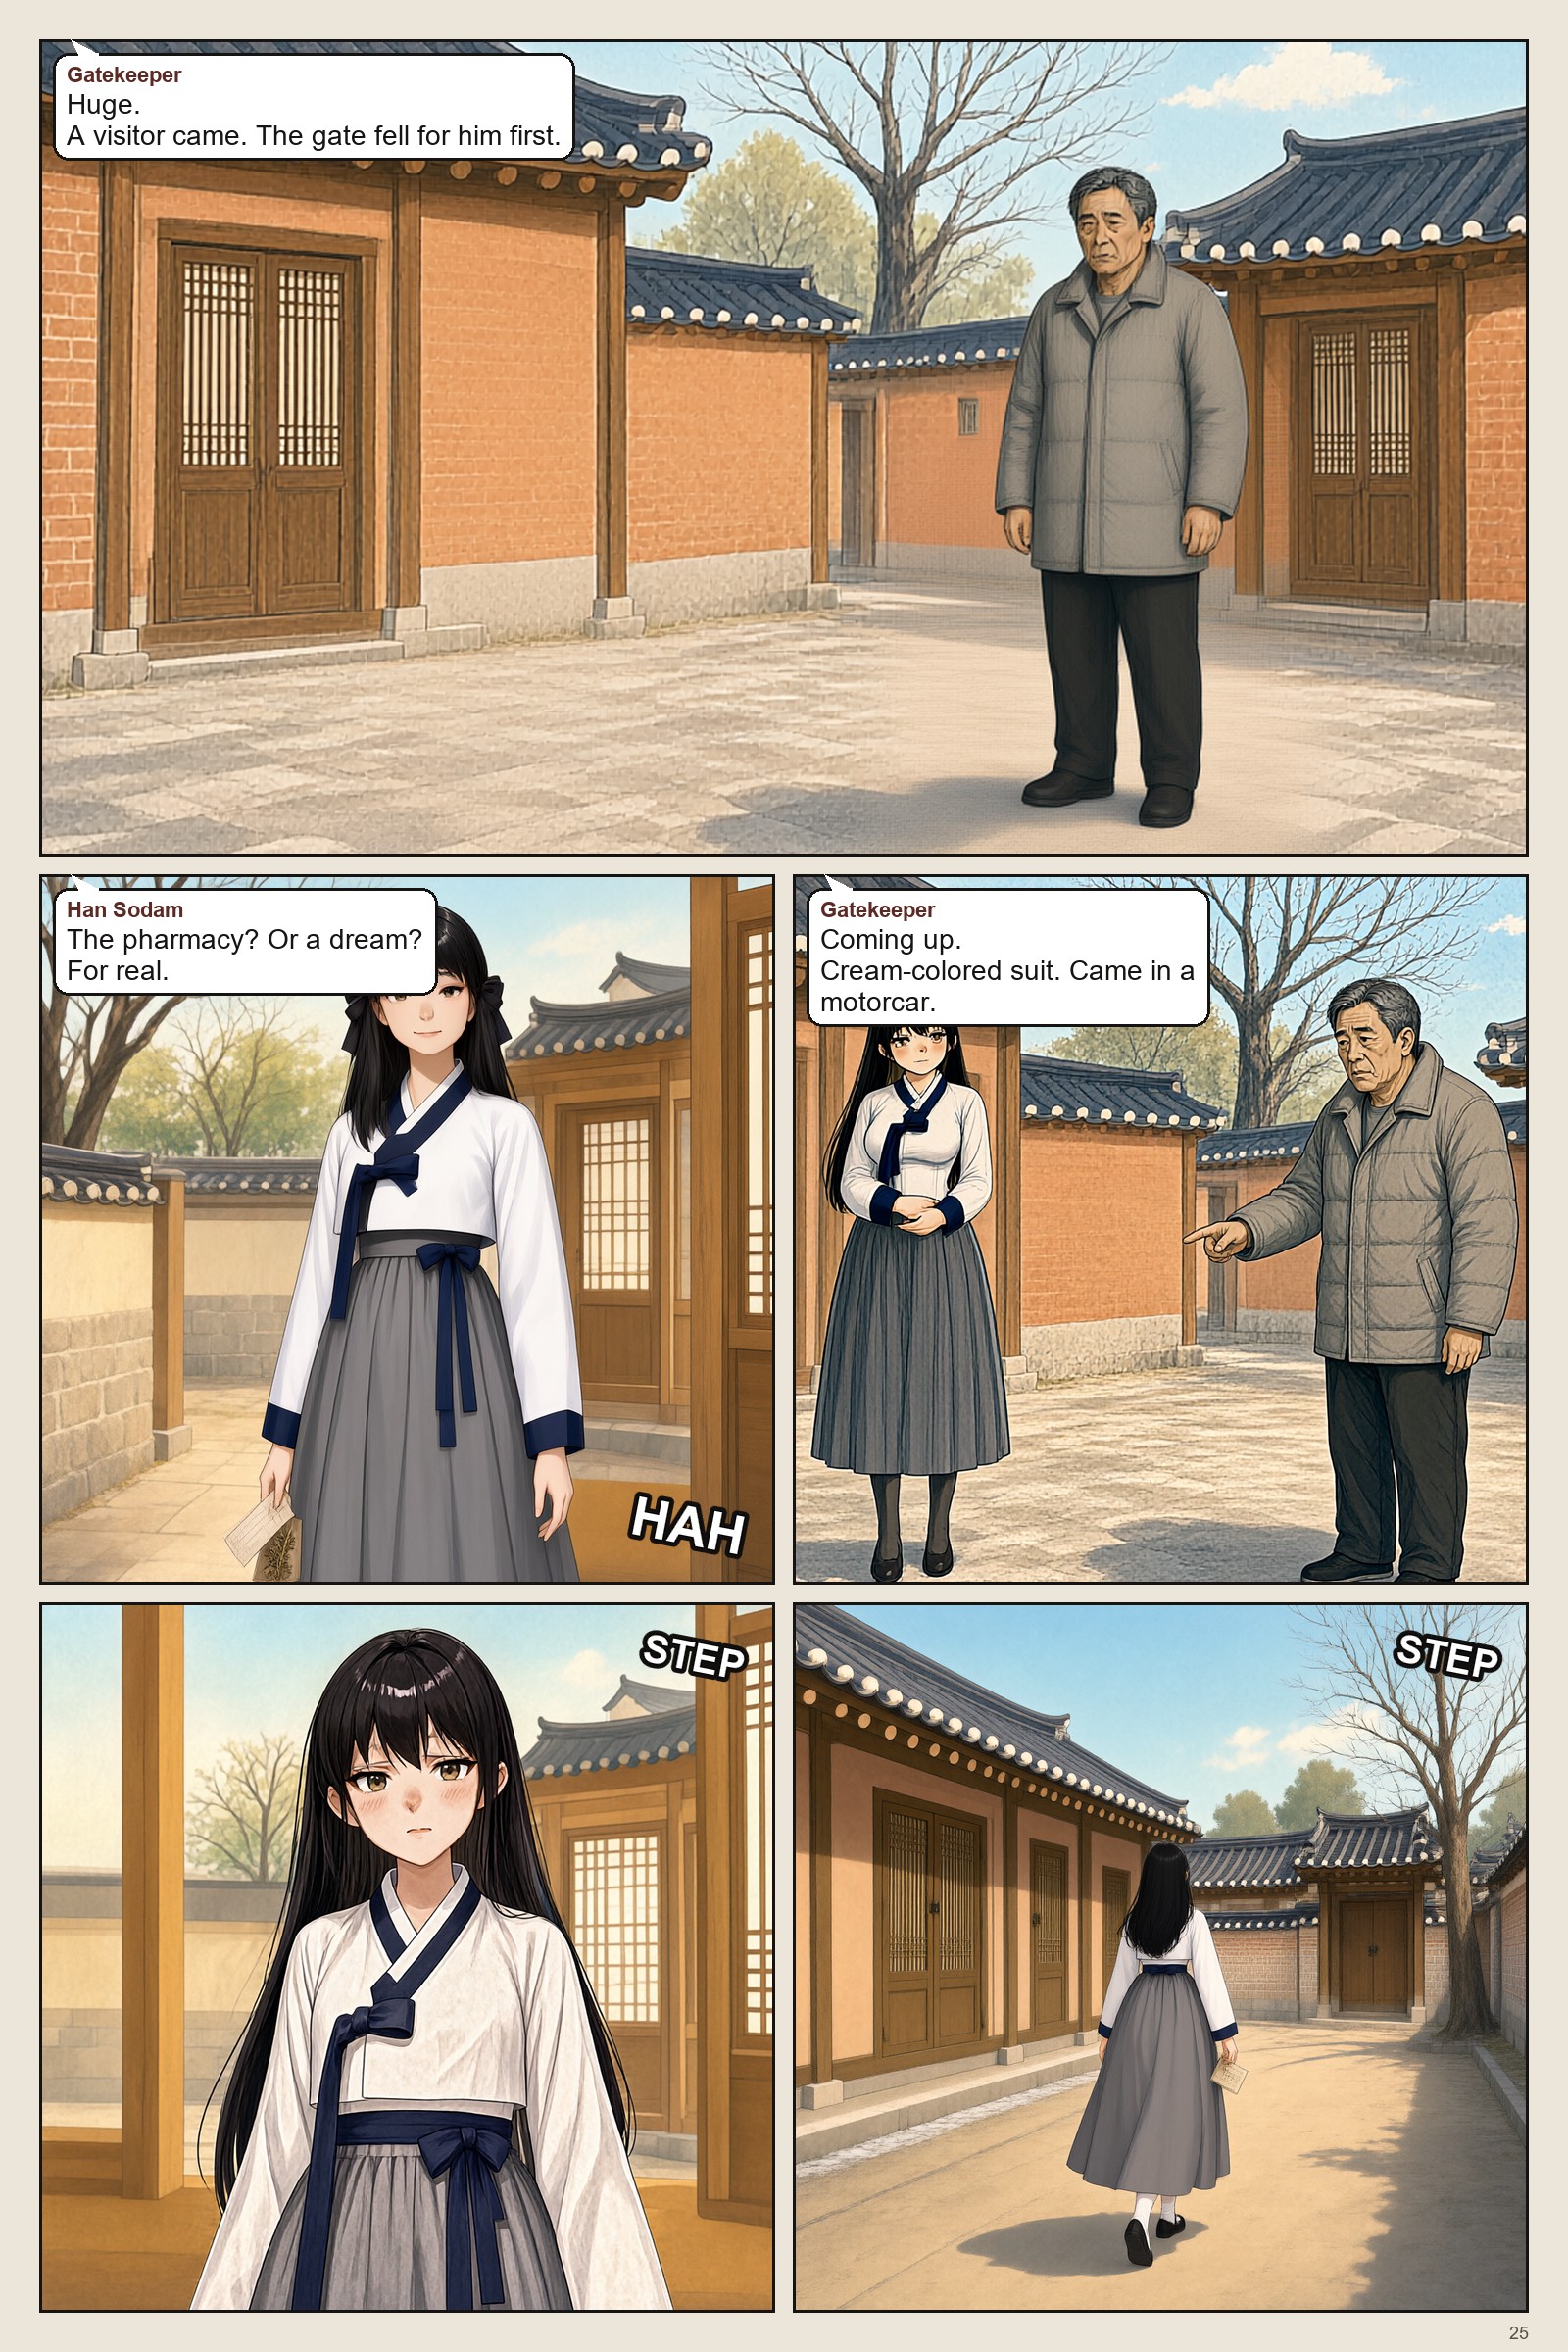 Gatekeeper
Huge.
A visitor came. The gate fell for him first.
Han Sodam
The pharmacy? Or a dream?
For real.
HAH
Gatekeeper
Coming up.
Cream-colored suit. Came in a
motorcar.
STEP
STEP
25